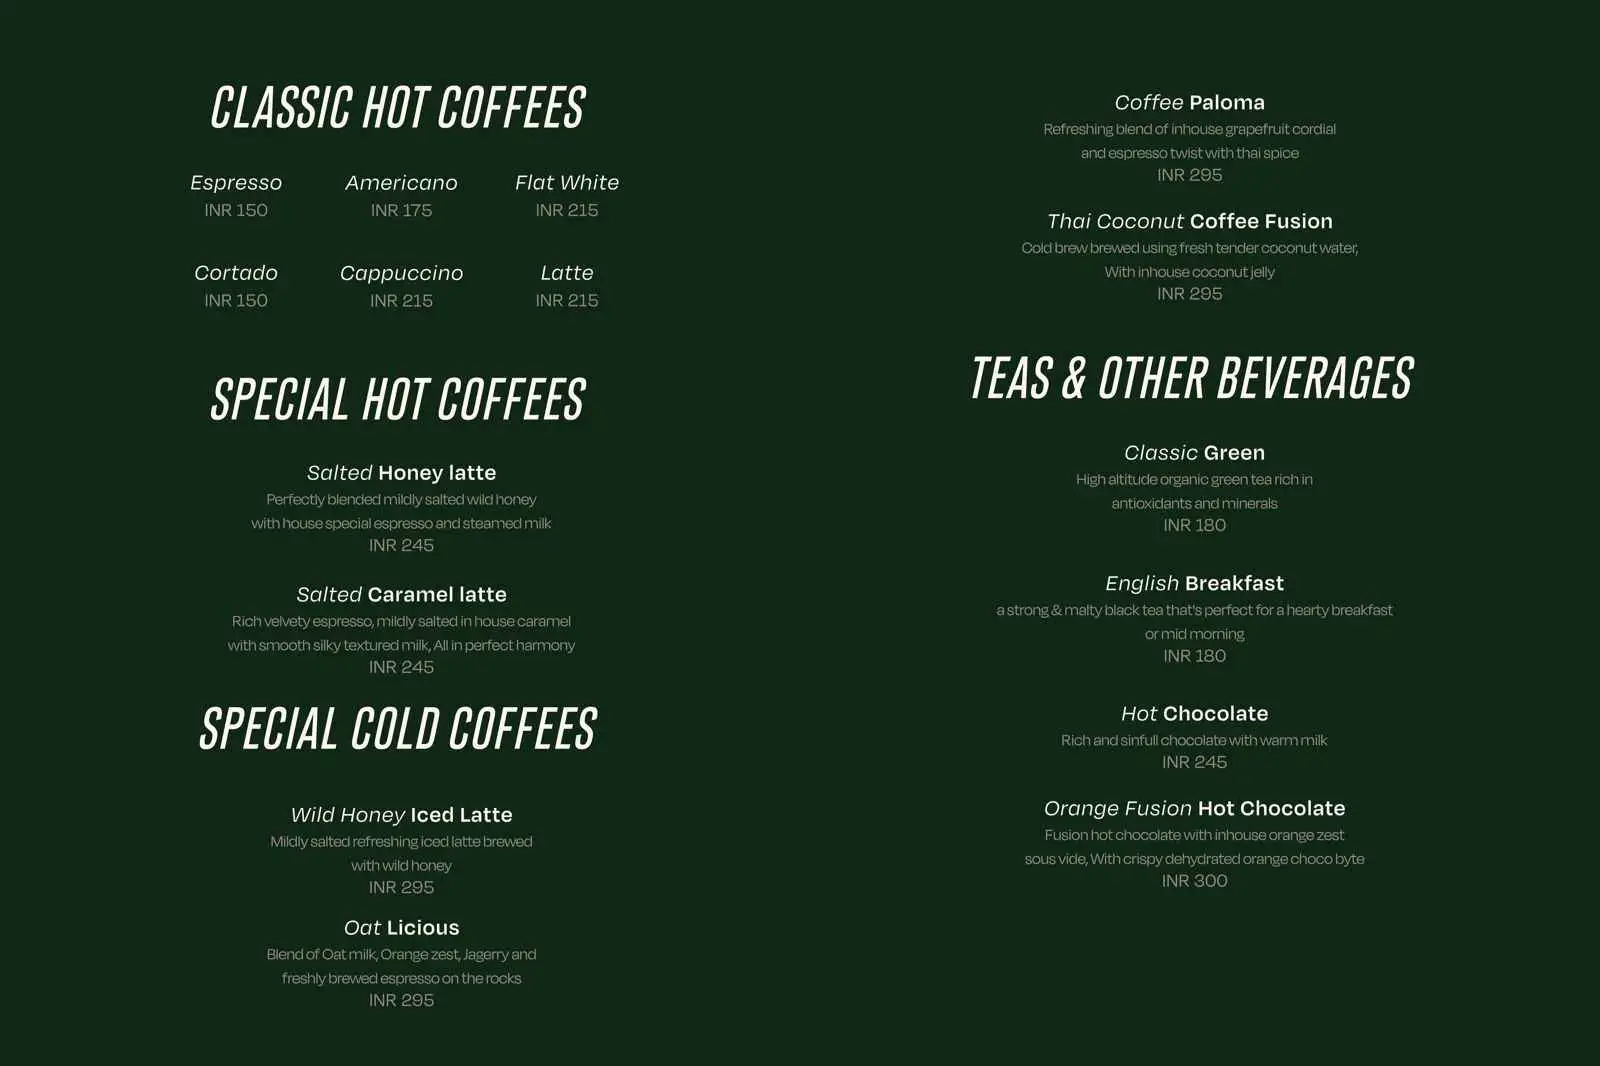 CLASSIC HOT COFFEES
Espresso Americano Flat White
INR 150 INR 175 INR 215
Cortado Cappuccino Latte
INR 150 INR 215 INR 215
SPECIAL HOT COFFEES
Salted Honey latte
Perfectly blended mildly salted wild honey
with house special espresso and steamed milk
INR 245
Salted Caramel latte
Rich velvety espresso, mildly salted in house caramel
with smooth silky textured milk, All in perfect harmony
INR 245
SPECIAL COLD COFFEES
Wild Honey Iced Latte
Mildly salted refreshing iced latte brewed
with wild honey
INR 295
Oat Licious
Blend of Oat milk, Orange zest, Jagerry and
freshly brewed espresso on the rocks
INR 295
Coffee Paloma
Refreshing blend of inhouse grapefruit cordial
and espresso twist with thai spice
INR 295
Thai Coconut Coffee Fusion
Cold brew brewed using fresh tender coconut water,
With inhouse coconut jelly
INR 295
TEAS & OTHER BEVERAGES
Classic Green
High altitude organic green tea rich in
antioxidants and minerals
INR 180
English Breakfast
a strong & malty black tea that's perfect for a hearty breakfast
or mid morning
INR 180
Hot Chocolate
Rich and sinfull chocolate with warm milk
INR 245
Orange Fusion Hot Chocolate
Fusion hot chocolate with inhouse orange zest
sous vide, With crispy dehydrated orange choco byte
INR 300